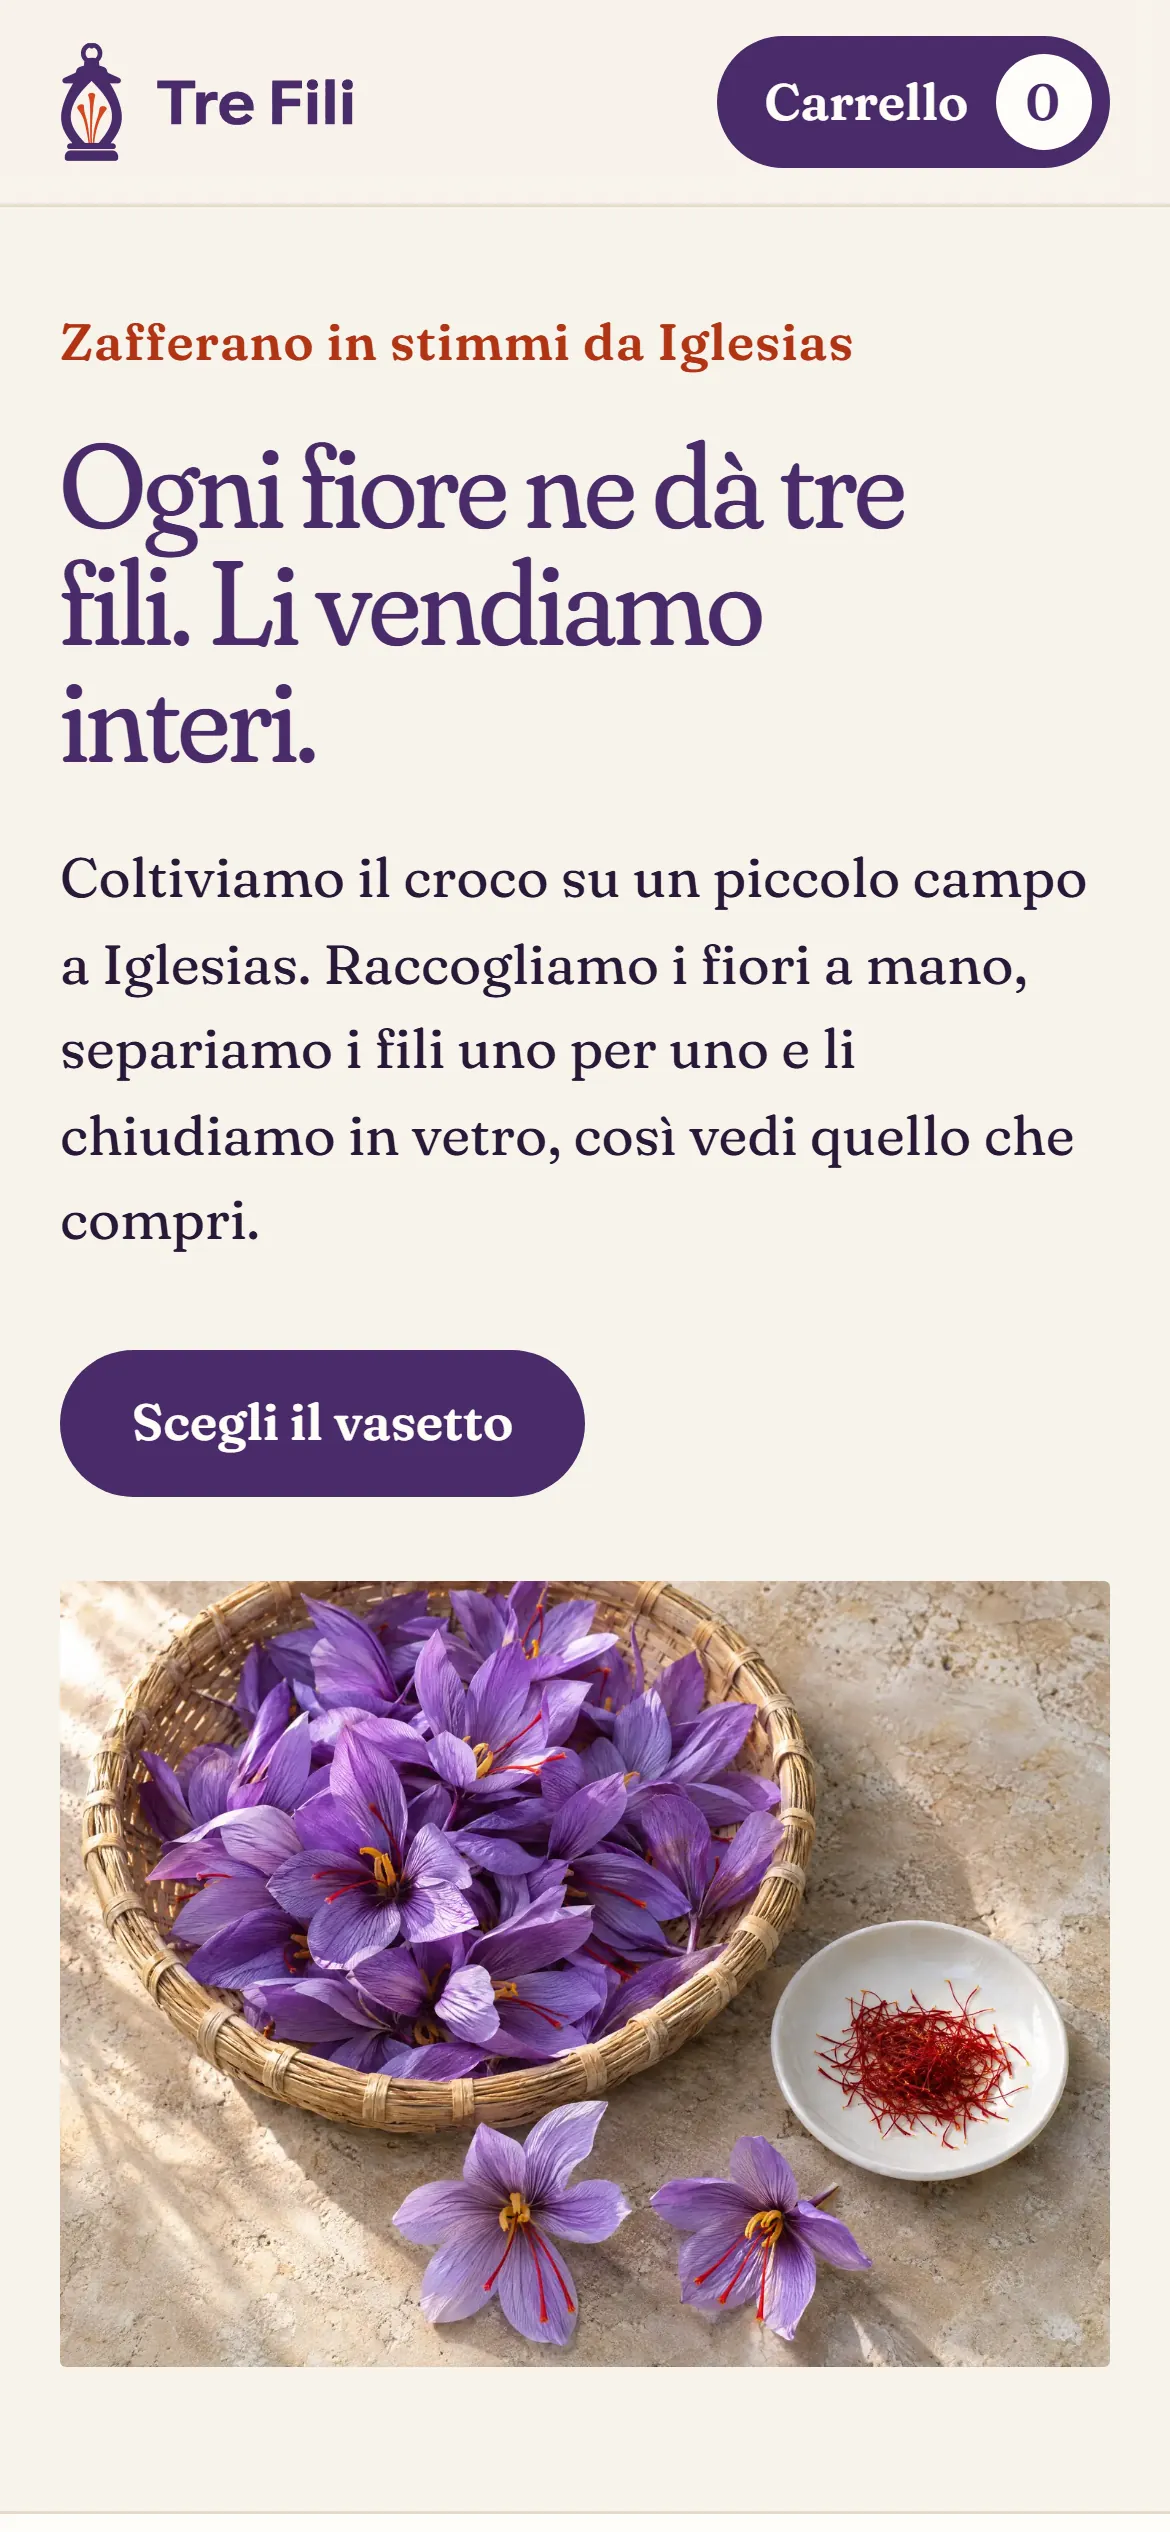 Tre Fili
Carrello 0
Zafferano in stimmi da Iglesias
Ogni fiore ne dà tre
fili. Li vendiamo
interi.
Coltiviamo il croco su un piccolo campo
a Iglesias. Raccogliamo i fiori a mano,
separiamo i fili uno per uno e li
chiudiamo in vetro, così vedi quello che
compri.
Scegli il vasetto